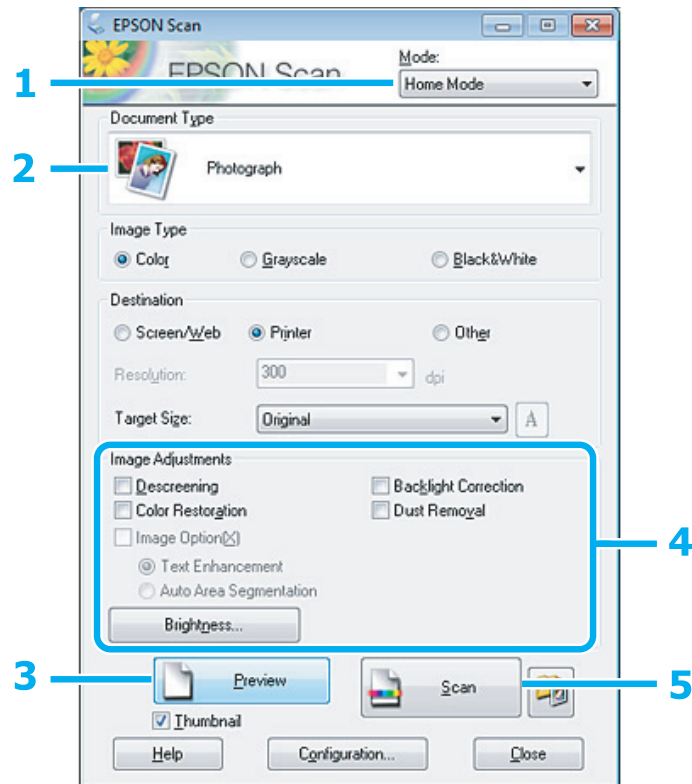 EPSON Scan
EPSON Scan
Mode:
1
Home Mode
Document Type
2
Photograph
Image Type
Color
Grayscale
Black&White
Destination
Screen/Web
Printer
Other
Resolution:
300
dpi
Target Size:
Original
A
Image Adjustments
Descreening
Backlight Correction
Color Restoration
Dust Removal
Image Option(X)
4
Text Enhancement
Auto Area Segmentation
Brightness...
3
Preview
Scan
5
Thumbnail
Help
Configuration...
Close